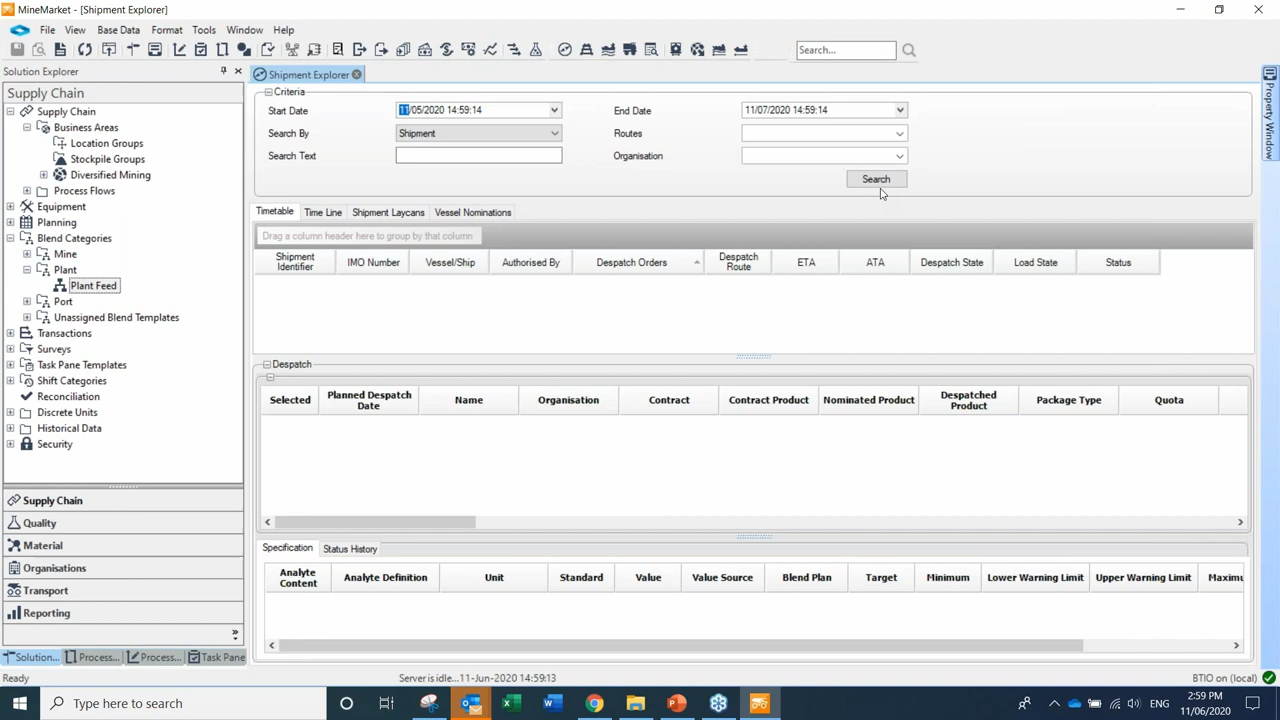 MineMarket - [Shipment Explorer]
File View Base Data Format Tools Window Help
Search...
Solution Explorer
Supply Chain
Supply Chain
Business Areas
Location Groups
Stockpile Groups
Diversified Mining
Process Flows
Equipment
Planning
Blend Categories
Mine
Plant
Plant Feed
Port
Unassigned Blend Templates
Transactions
Surveys
Task Pane Templates
Shift Categories
Reconciliation
Discrete Units
Historical Data
Security
Supply Chain
Quality
Material
Organisations
Transport
Reporting
Solution... Process... Process... Task Pane
Shipment Explorer
Criteria
Start Date 11/05/2020 14:59:14 End Date 11/07/2020 14:59:14
Search By Shipment Routes
Search Text Organisation
Search
Timetable Time Line Shipment Laycans Vessel Nominations
Drag a column header here to group by that column
Shipment Identifier IMO Number Vessel/Ship Authorised By Despatch Orders Despatch Route ETA ATA Despatch State Load State Status
Despatch
Selected Planned Despatch Date Name Organisation Contract Contract Product Nominated Product Despatched Product Package Type Quota
Specification Status History
Analyte Content Analyte Definition Unit Standard Value Value Source Blend Plan Target Minimum Lower Warning Limit Upper Warning Limit Maximu
Property Window
Ready Server is idle...11-Jun-2020 14:59:13 BTIO on (local)
Type here to search
ENG
2:59 PM
11/06/2020